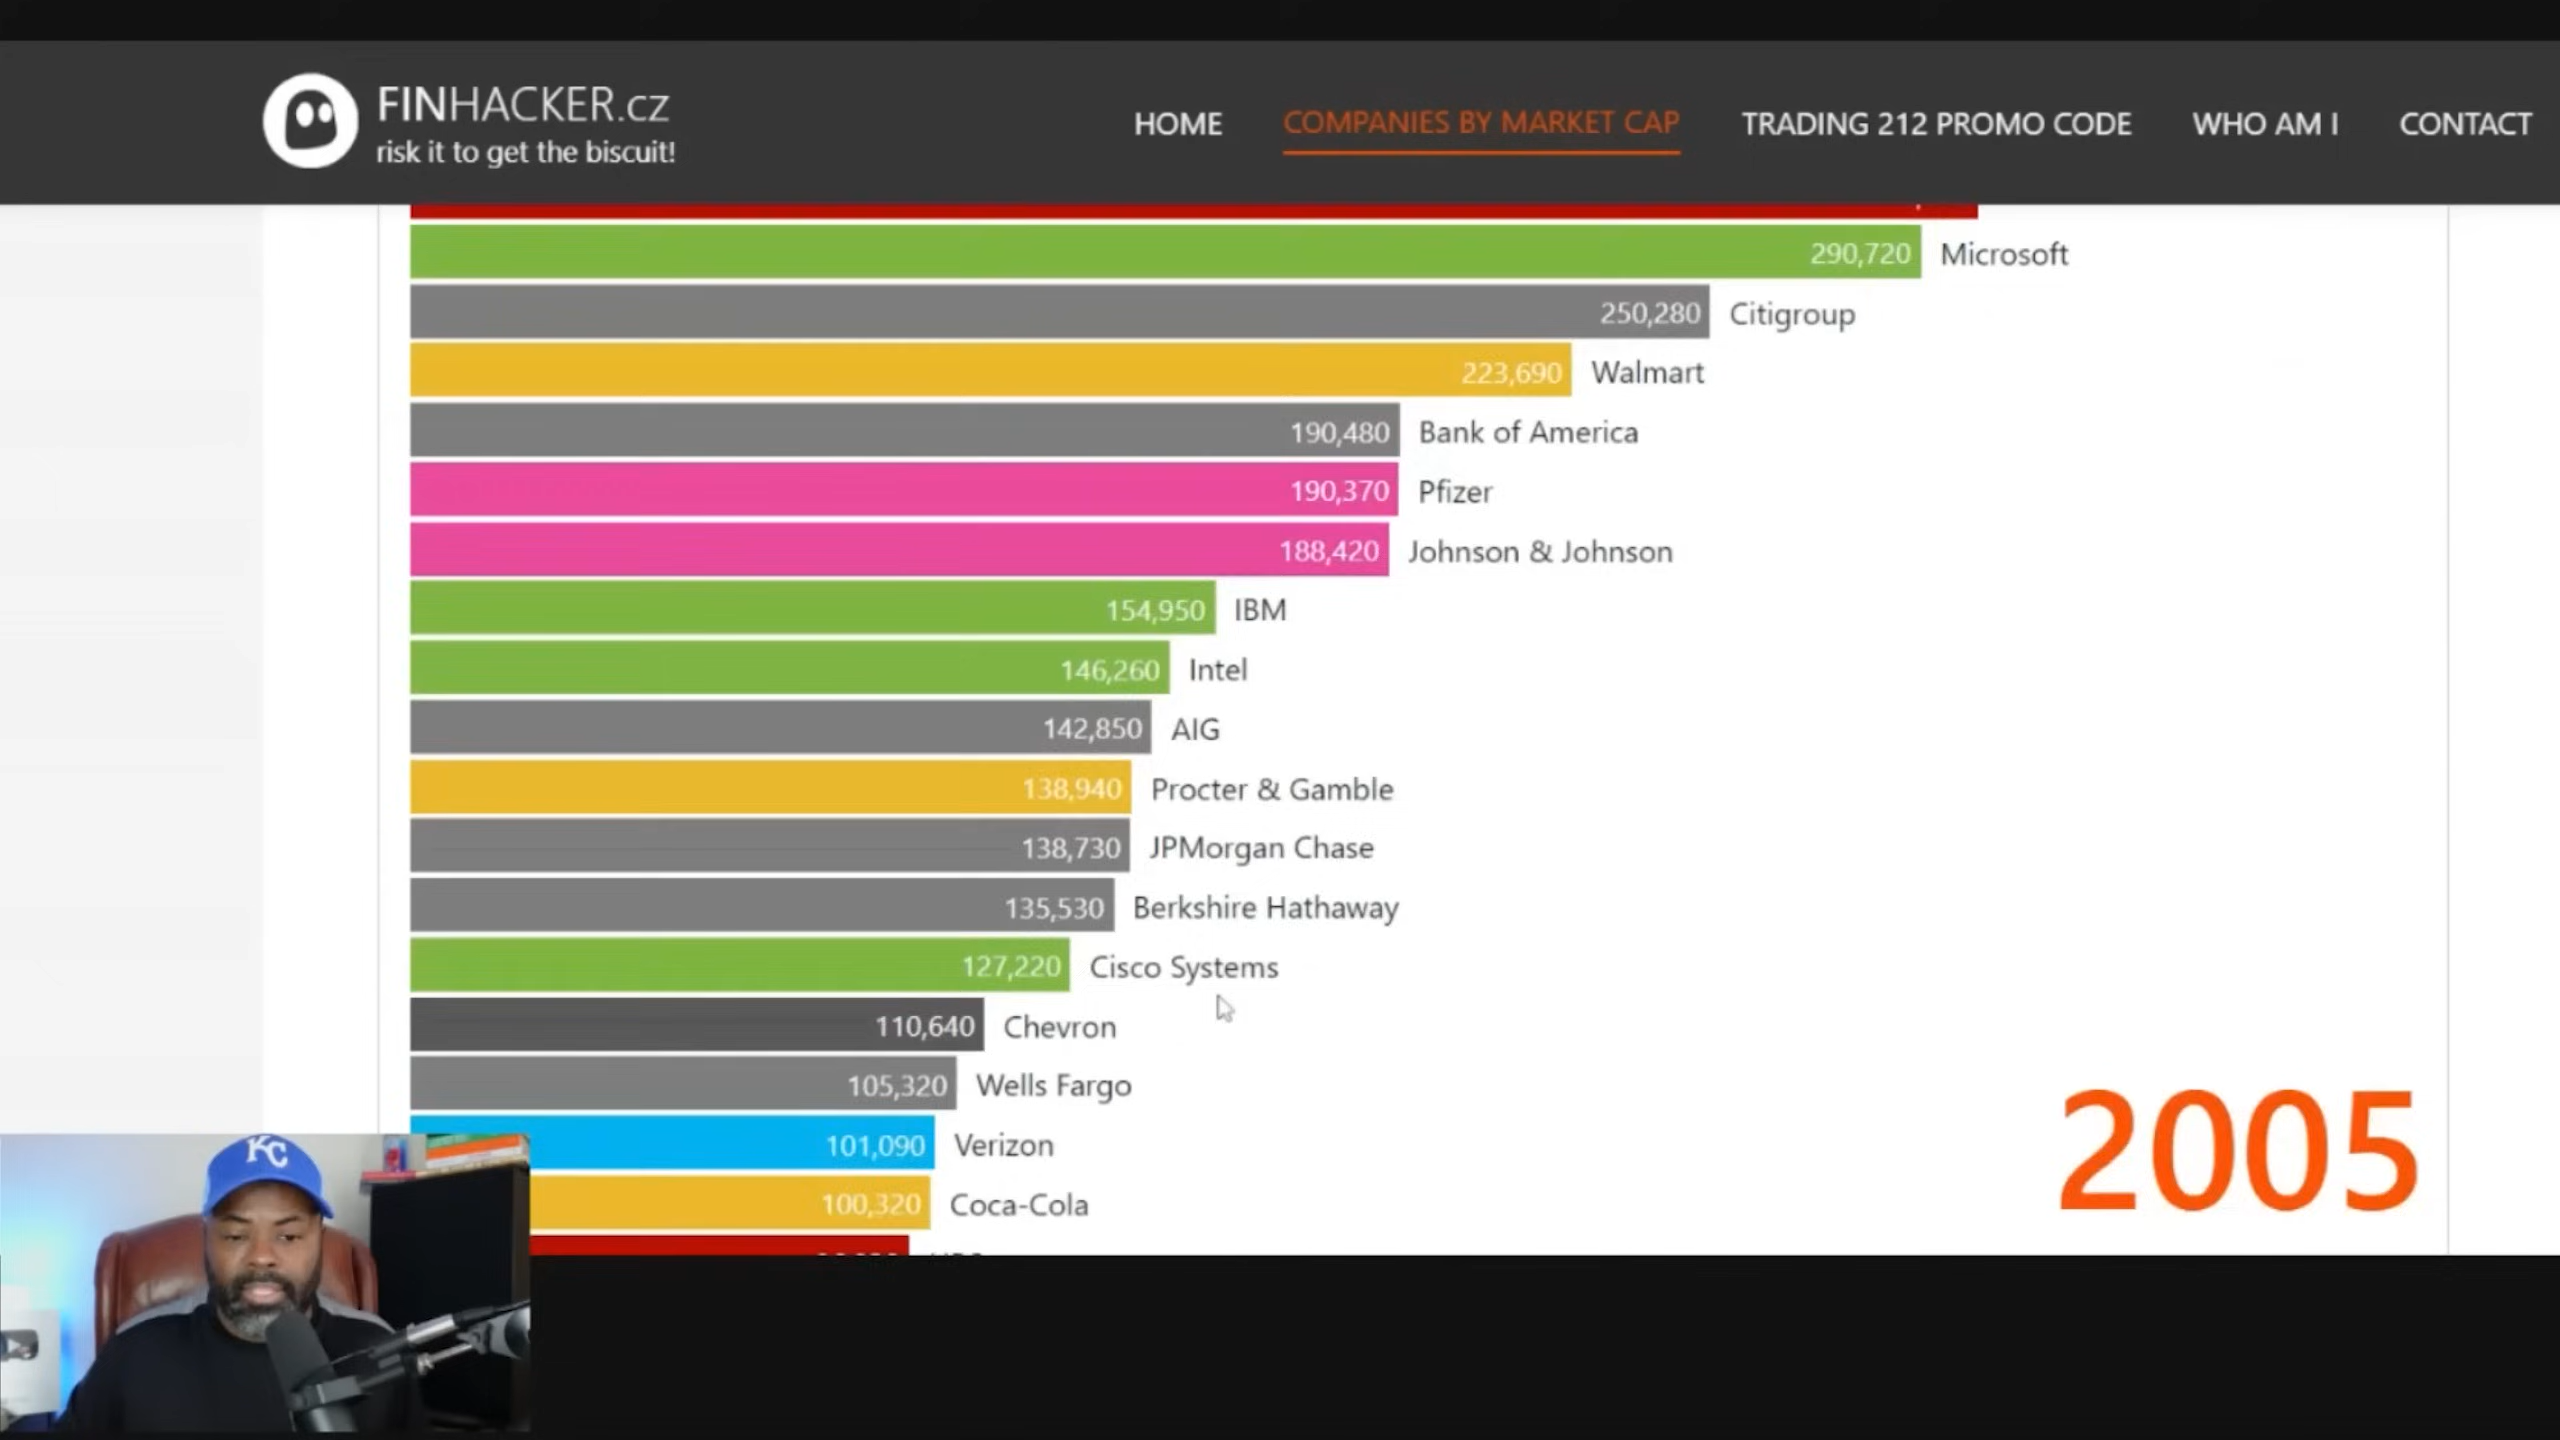 FINHACKER.cz
risk it to get the biscuit!
HOME
COMPANIES BY MARKET CAP
TRADING 212 PROMO CODE
WHO AM I
CONTACT
290,720 Microsoft
250,280 Citigroup
223,690 Walmart
190,480 Bank of America
190,370 Pfizer
188,420 Johnson & Johnson
154,950 IBM
146,260 Intel
142,850 AIG
138,940 Procter & Gamble
138,730 JPMorgan Chase
135,530 Berkshire Hathaway
127,220 Cisco Systems
110,640 Chevron
105,320 Wells Fargo
101,090 Verizon
100,320 Coca-Cola
2005
KC